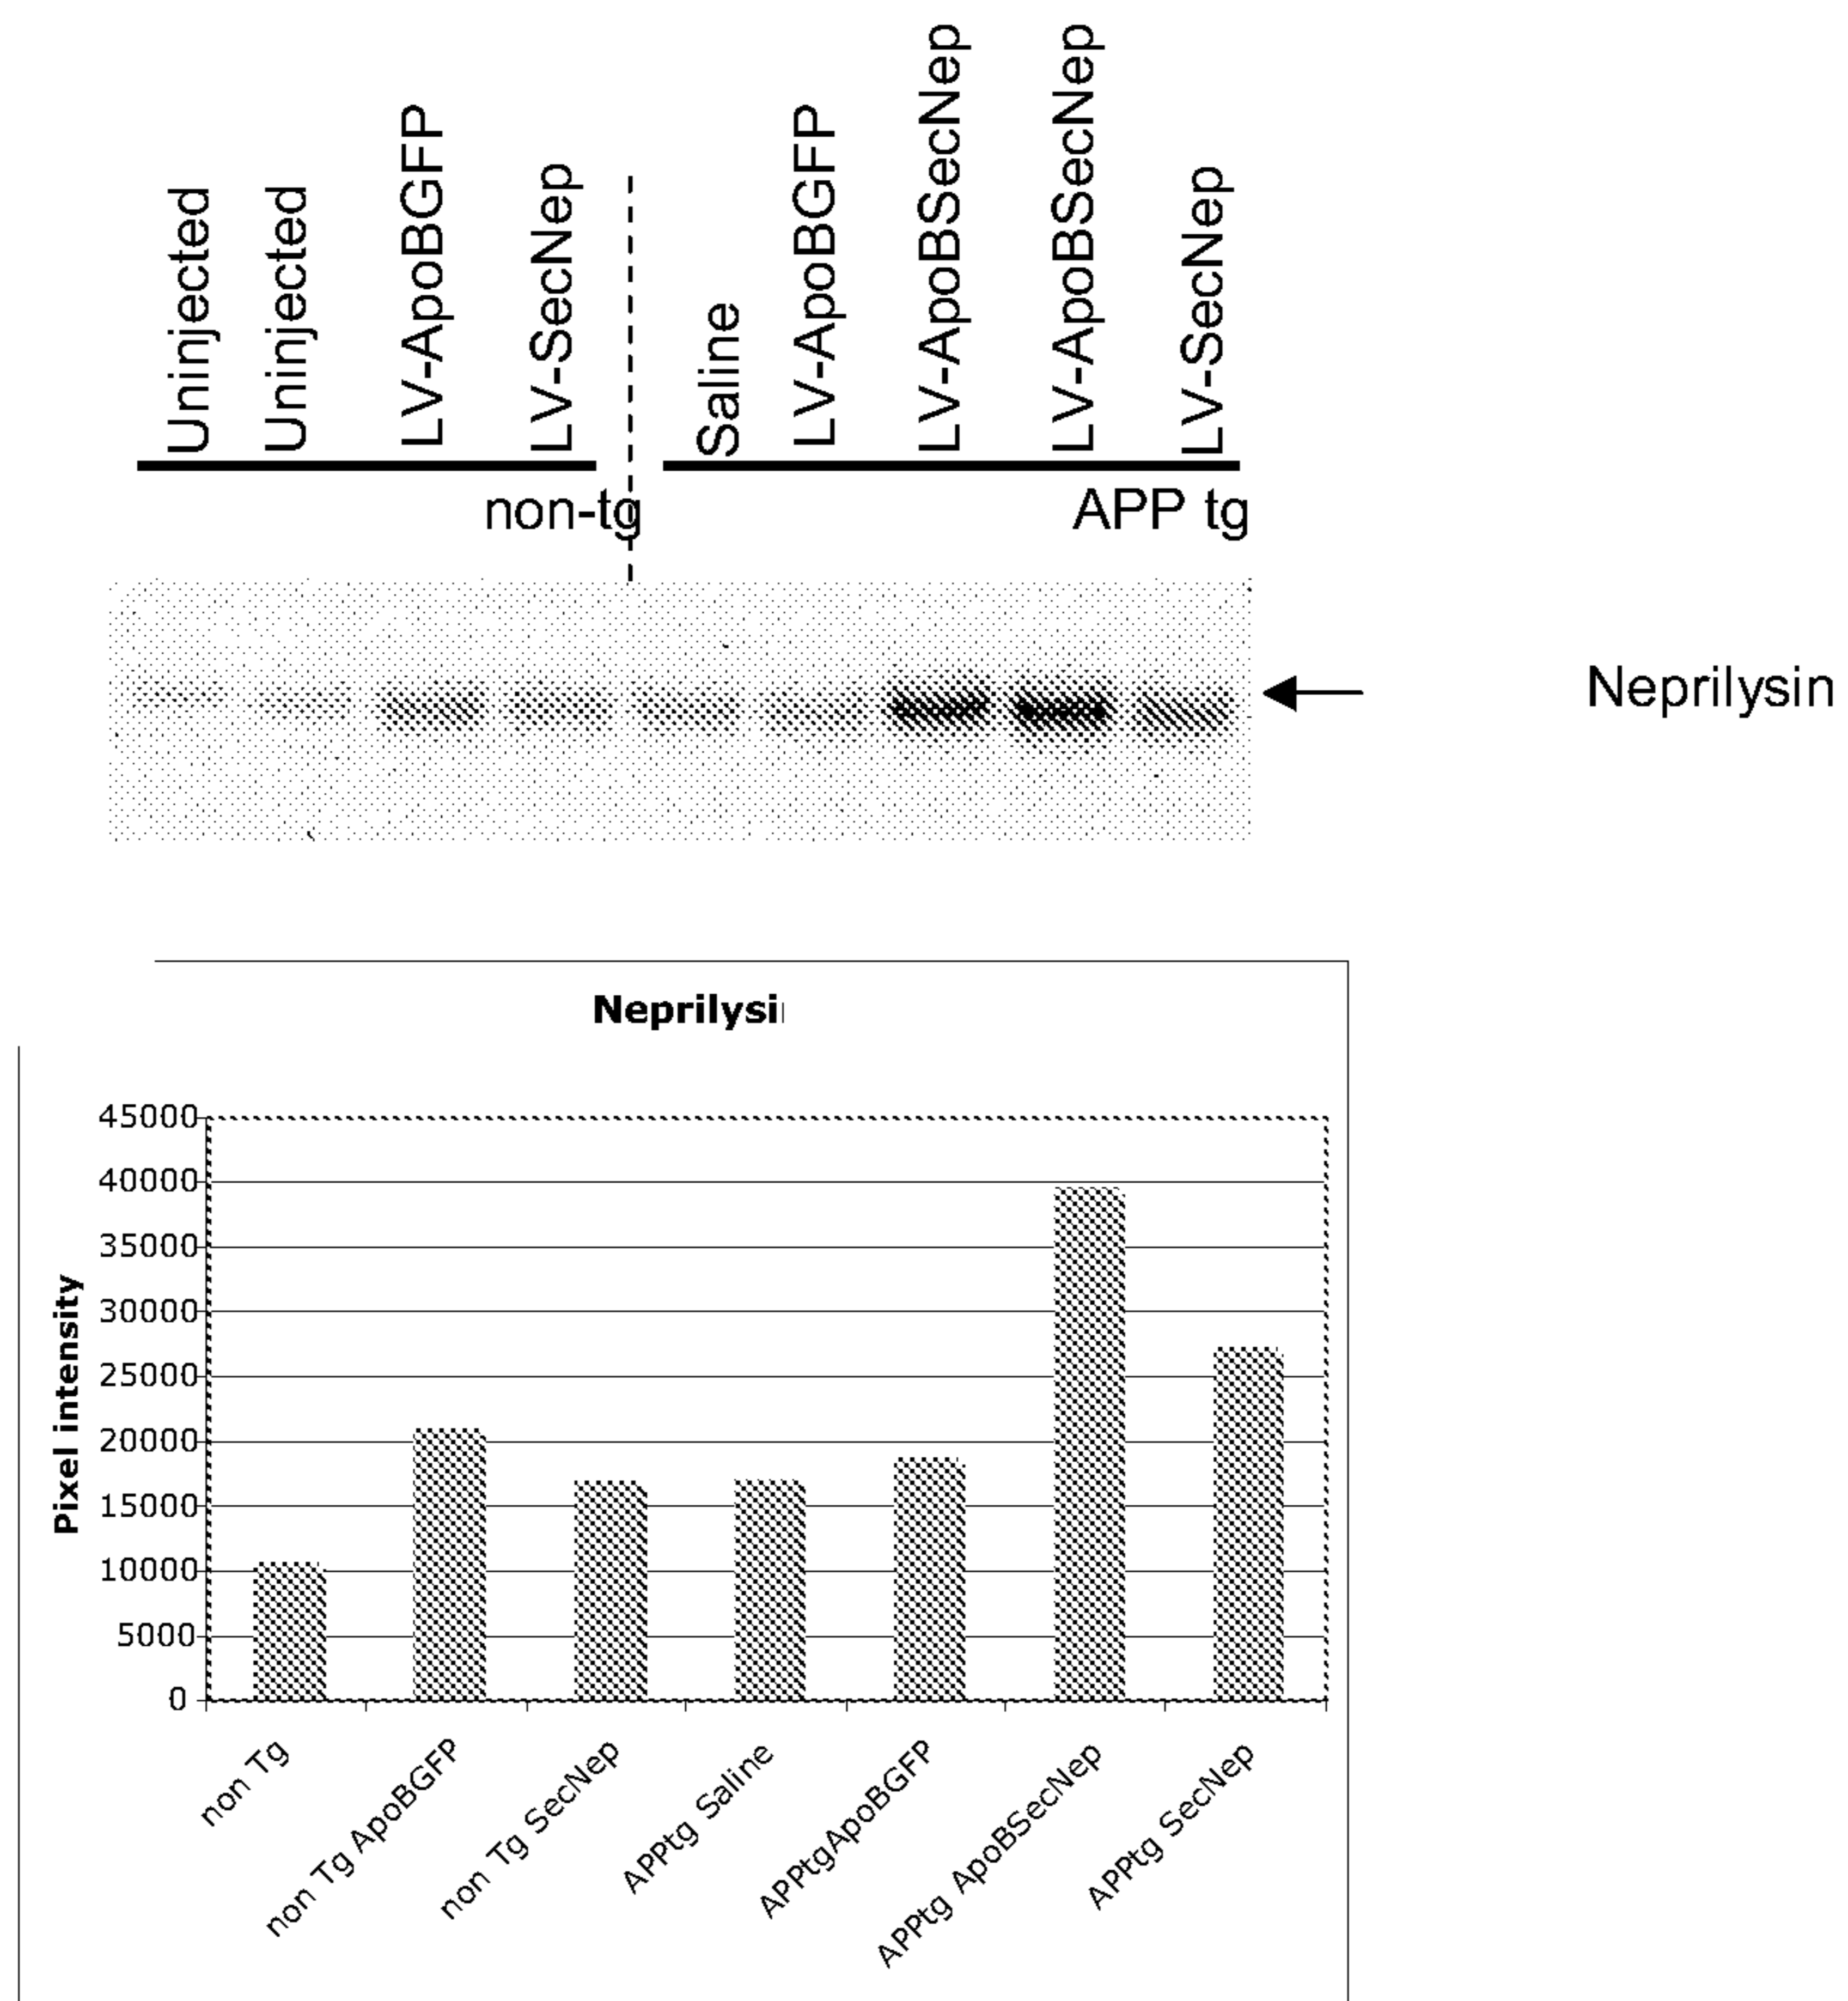 Uninjected
Uninjected
LV-ApoBGFP
LV-SecNep
Saline
LV-ApoBGFP
LV-ApoBSecNep
LV-ApoBSecNep
LV-SecNep
non-tg
APP tg
Neprilysin
Neprilysi
Pixel intensity
45000
40000
35000
30000
25000
20000
15000
10000
5000
0
non Tg
non Tg ApoBGFP
non Tg SecNep
APPtg Saline
APPtgApoBGFP
APPtg ApoBSecNep
APPtg SecNep